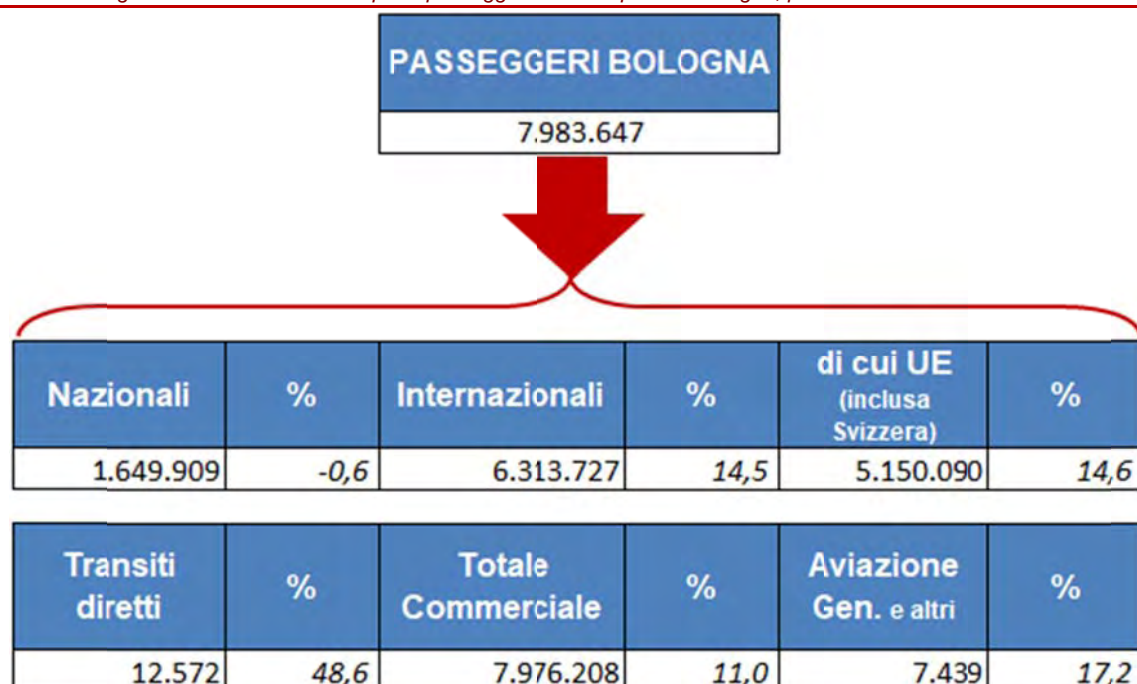 PASSEGGERI BOLOGNA
7.983.647
Nazionali % Internazionali % di cui UE (inclusa Svizzera) %
1.649.909 -0,6 6.313.727 14,5 5.150.090 14,6
Transiti diretti % Totale Commerciale % Aviazione Gen. e altri %
12.572 48,6 7.976.208 11,0 7.439 17,2